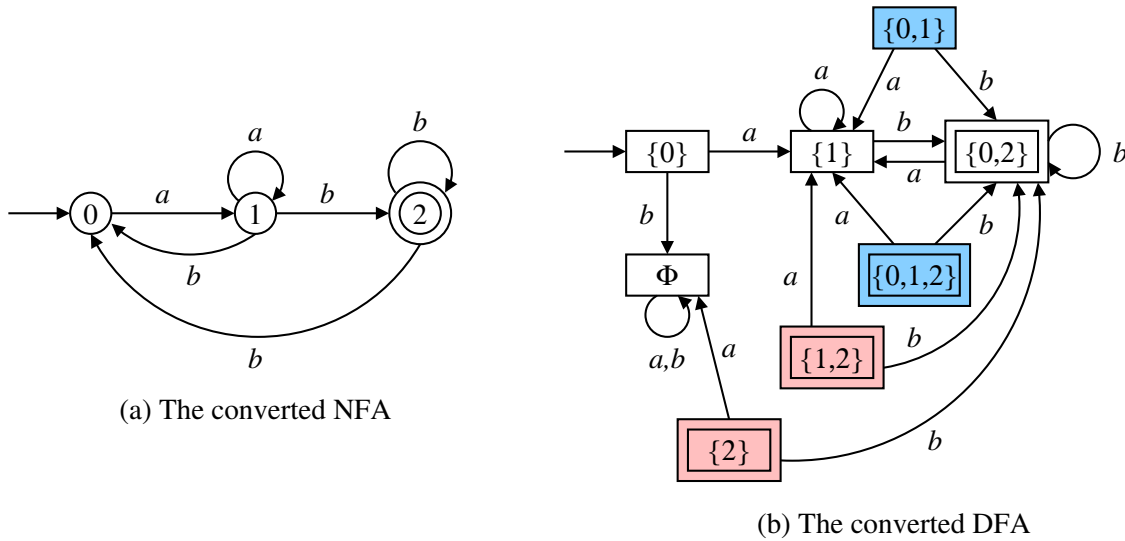 a
b
0
a
1
b
2
b
b
(a) The converted NFA
{0,1}
a
a
b
{0}
a
{1}
b
a
{0,2}
b
b
a
b
Φ
{0,1,2}
a
a,b
a
{1,2}
b
{2}
b
(b) The converted DFA